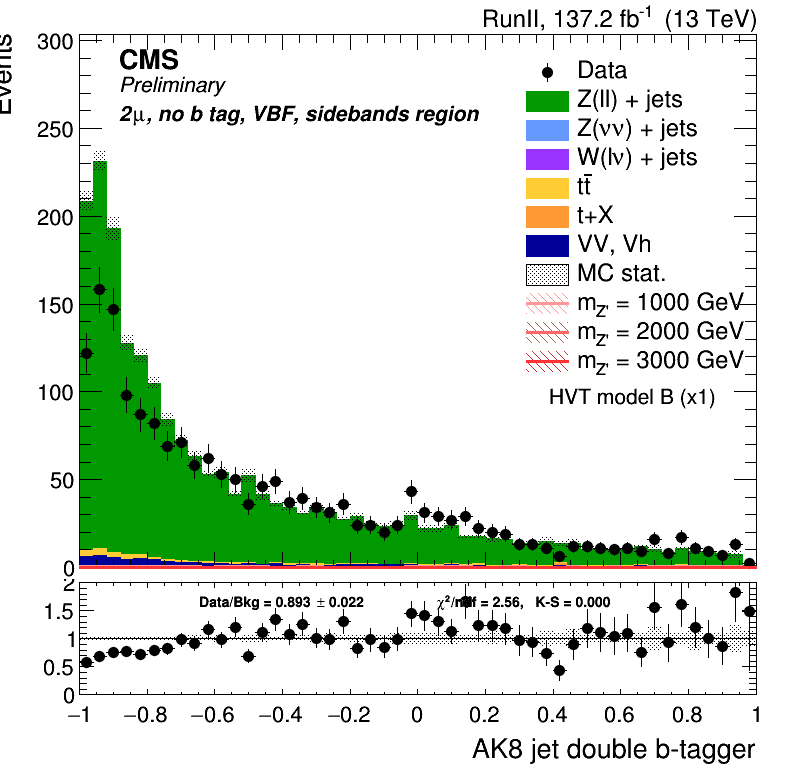 RunII, 137.2 fb-1 (13 TeV)
Events
300
250
200
150
100
50
0
CMS
Preliminary
2μ, no b tag, VBF, sidebands region
Data
Z(ll) + jets
Z(νν) + jets
W(lν) + jets
tt̄
t+X
VV, Vh
MC stat.
mZ' = 1000 GeV
mZ' = 2000 GeV
mZ' = 3000 GeV
HVT model B (x1)
2
1.5
1
0.5
0
Data/Bkg = 0.893 ± 0.022 χ²/ndf = 2.56, K-S = 0.000
−1 −0.8 −0.6 −0.4 −0.2 0 0.2 0.4 0.6 0.8 1
AK8 jet double b-tagger